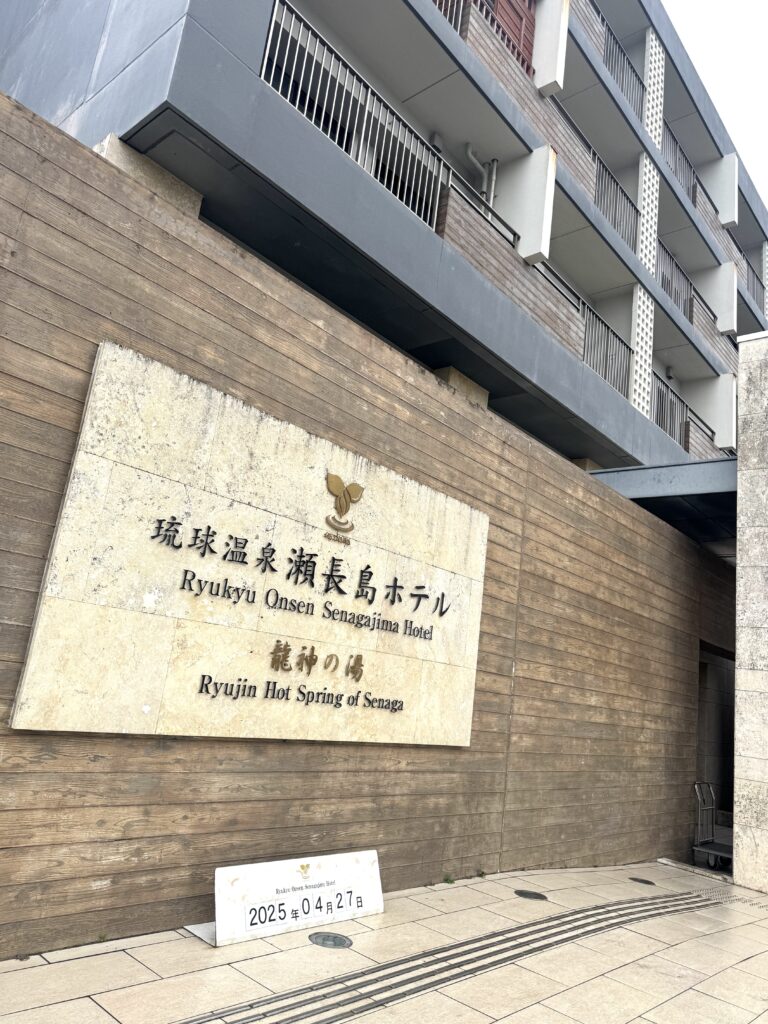 琉球温泉瀬長島ホテル
Ryukyu Onsen Senagajima Hotel
龍神の湯
Ryujin Hot Spring of Senaga
Ryukyu Onsen Senagajima Hotel
2025年04月27日